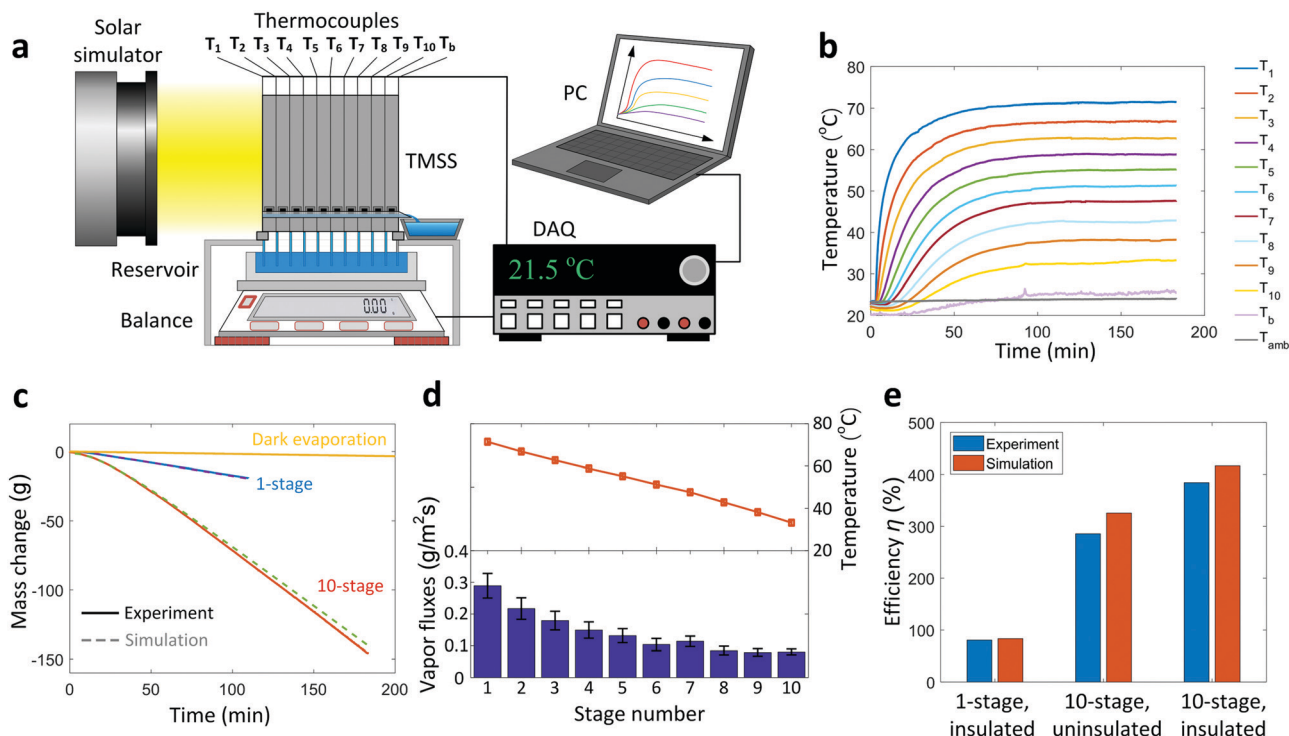 a
Solar simulator
Thermocouples
T1 T2 T3 T4 T5 T6 T7 T8 T9 T10 Tb
TMSS
PC
DAQ
21.5 °C
Reservoir
Balance
0.00
b
Temperature (°C)
80
70
60
50
40
30
20
0 50 100 150 200
Time (min)
T1
T2
T3
T4
T5
T6
T7
T8
T9
T10
Tb
Tamb
c
Mass change (g)
0
-50
-100
-150
Dark evaporation
1-stage
10-stage
Experiment
Simulation
0 50 100 150 200
Time (min)
d
80
60
40
20
Temperature (°C)
Vapor fluxes (g/m²s)
0.4
0.3
0.2
0.1
0
1 2 3 4 5 6 7 8 9 10
Stage number
e
Efficiency η (%)
500
400
300
200
100
0
Experiment
Simulation
1-stage, insulated
10-stage, uninsulated
10-stage, insulated